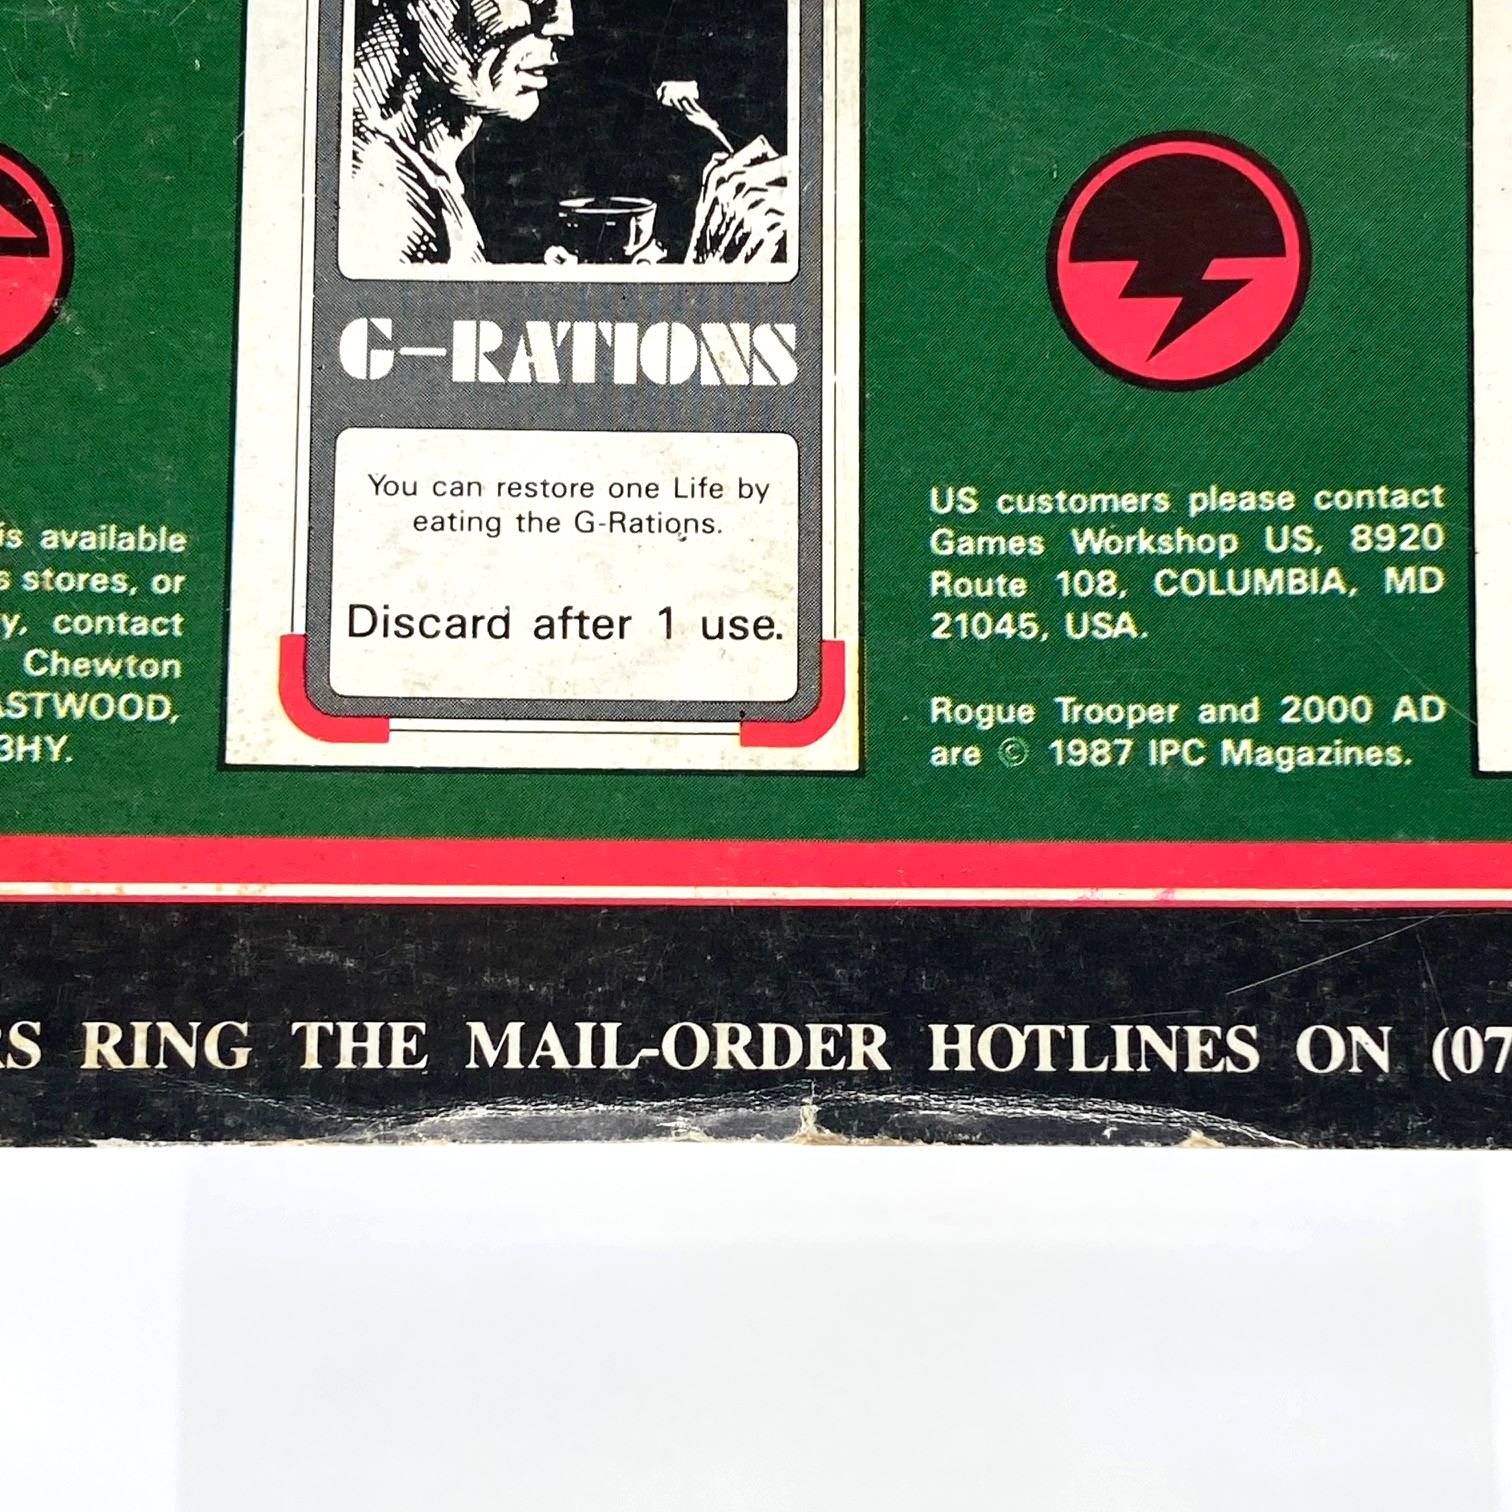 G-RATIONS
You can restore one Life by
eating the G-Rations.
Discard after 1 use.
is available
stores, or
contact
Chewton
3HY.
US customers please contact
Games Workshop US, 8920
Route 108, COLUMBIA, MD
21045, USA.
Rogue Trooper and 2000 AD
are © 1987 IPC Magazines.
RING THE MAIL-ORDER HOTLINES ON (07